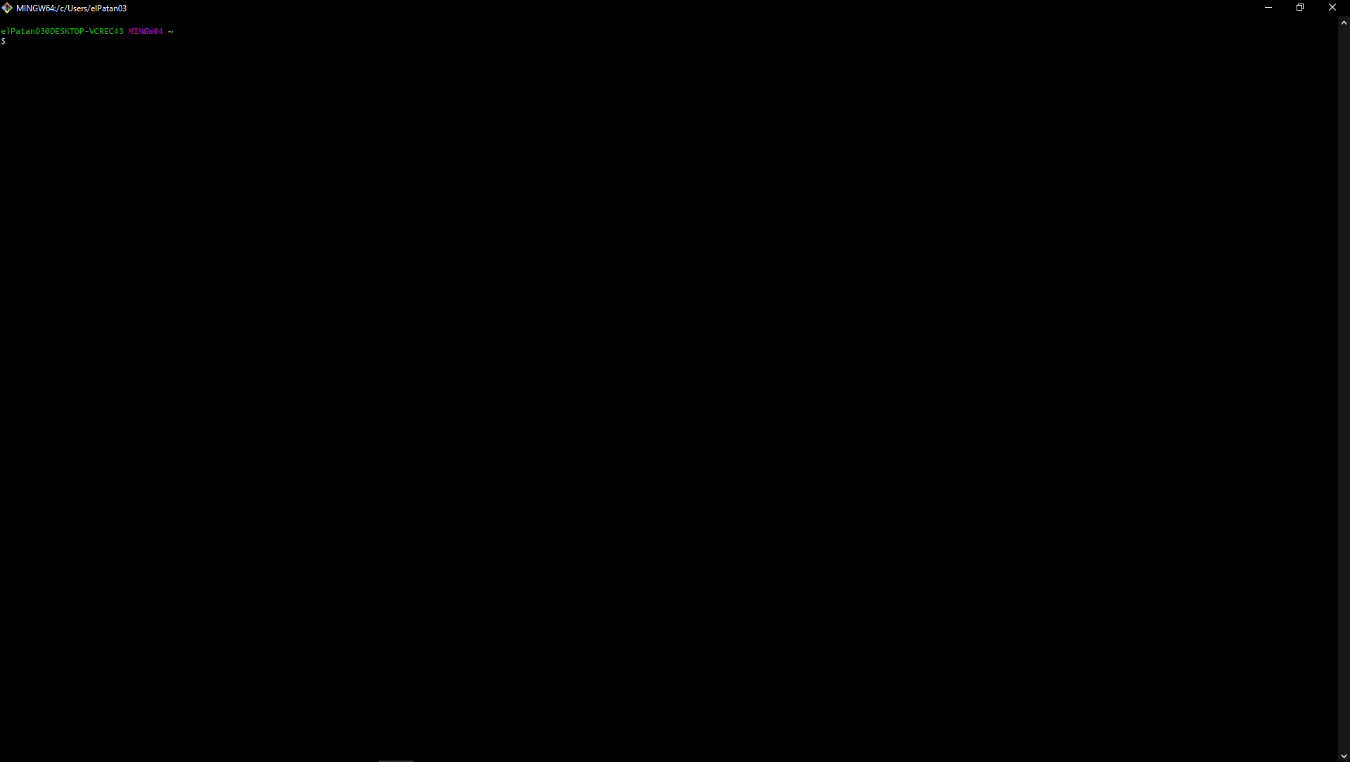 MINGW64:/c/Users/elPatan03
elPatan03@DESKTOP-VCREC43 MINGW64 ~
$